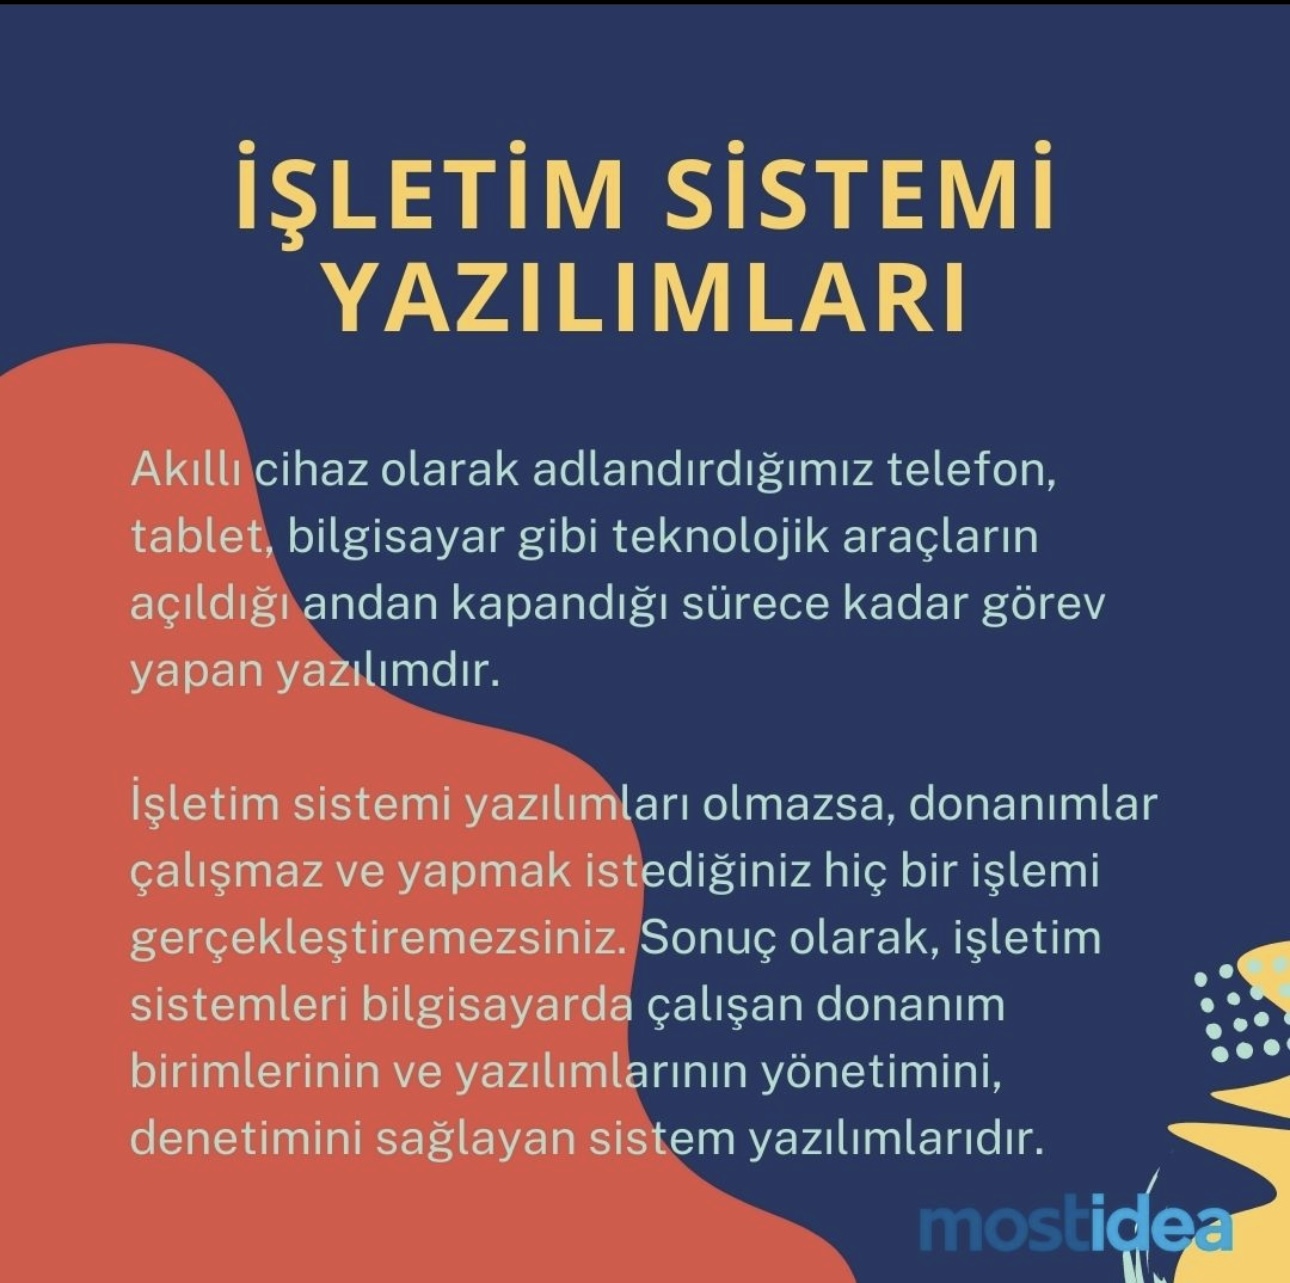 İŞLETİM SİSTEMİ
YAZILIMLARI
Akıllı cihaz olarak adlandırdığımız telefon,
tablet, bilgisayar gibi teknolojik araçların
açıldığı andan kapandığı sürece kadar görev
yapan yazılımdır.
İşletim sistemi yazılımları olmazsa, donanımlar
çalışmaz ve yapmak istediğiniz hiç bir işlemi
gerçekleştiremezsiniz. Sonuç olarak, işletim
sistemleri bilgisayarda çalışan donanım
birimlerinin ve yazılımlarının yönetimini,
denetimini sağlayan sistem yazılımlarıdır.
mostidea